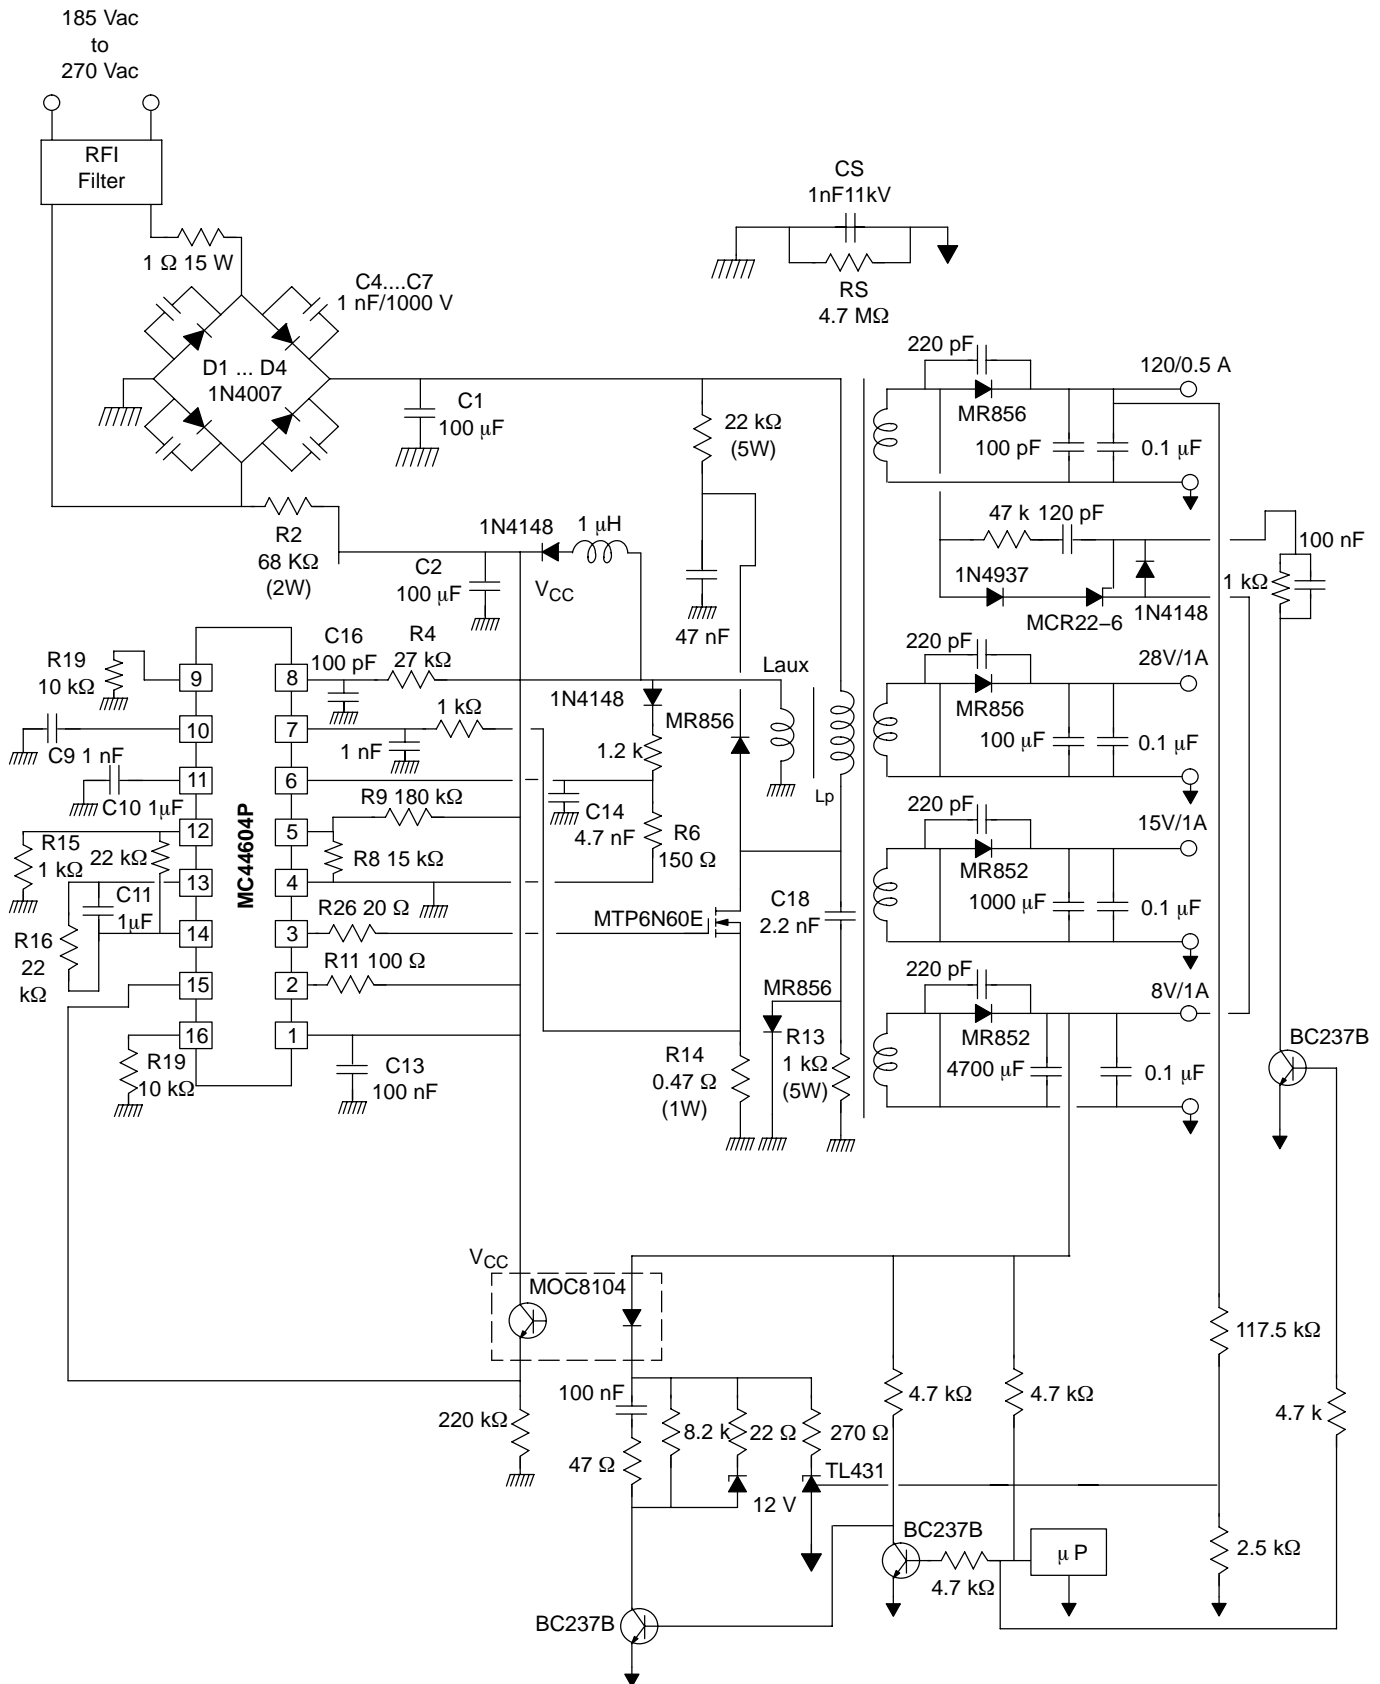 185 Vac
to
270 Vac
RFI
Filter
1 Ω 15 W
C4....C7
1 nF/1000 V
D1 ... D4
1N4007
CS
1nF11kV
RS
4.7 MΩ
C1
100 μF
22 kΩ
(5W)
220 pF
120/0.5 A
MR856
100 pF
0.1 μF
R2
68 KΩ
(2W)
1N4148
1 μH
C2
100 μF
VCC
47 nF
47 k
120 pF
1N4937
MCR22–6
1N4148
1 kΩ
100 nF
R19
10 kΩ
C16
100 pF
R4
27 kΩ
1N4148
Laux
MR856
220 pF
28V/1A
MR856
100 μF
0.1 μF
9
8
10
7
11
6
12
5
13
4
14
3
15
2
16
1
MC44604P
1 kΩ
1 nF
1.2 k
C9 1 nF
C10 1μF
R9 180 kΩ
C14
4.7 nF
R6
150 Ω
Lp
R15
1 kΩ
22 kΩ
R8 15 kΩ
C11
1μF
R16
22
kΩ
R26 20 Ω
R11 100 Ω
MTP6N60E
C18
2.2 nF
220 pF
15V/1A
MR852
1000 μF
0.1 μF
R19
10 kΩ
C13
100 nF
MR856
R14
0.47 Ω
(1W)
R13
1 kΩ
(5W)
220 pF
8V/1A
MR852
4700 μF
0.1 μF
BC237B
VCC
MOC8104
100 nF
220 kΩ
47 Ω
8.2 k
22 Ω
270 Ω
12 V
TL431
4.7 kΩ
4.7 kΩ
117.5 kΩ
4.7 k
BC237B
4.7 kΩ
μ P
2.5 kΩ
BC237B